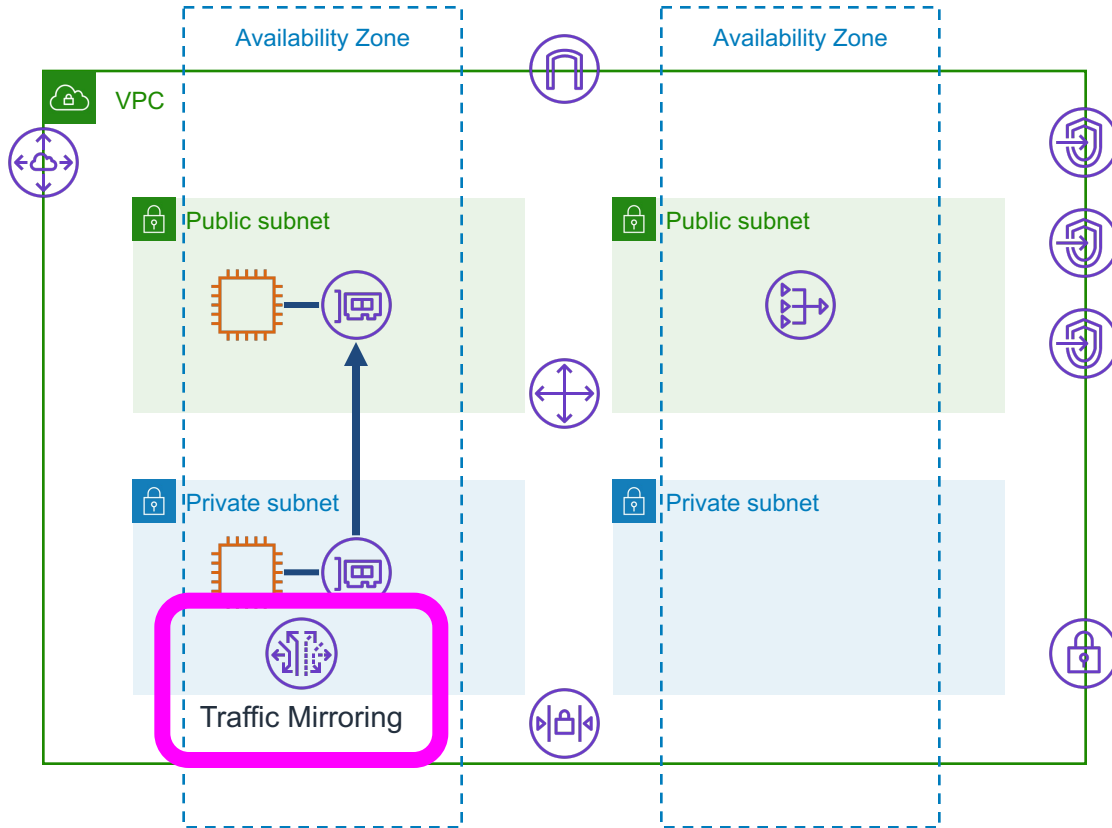 Availability Zone
Availability Zone
VPC
Public subnet
Public subnet
Private subnet
Private subnet
Traffic Mirroring